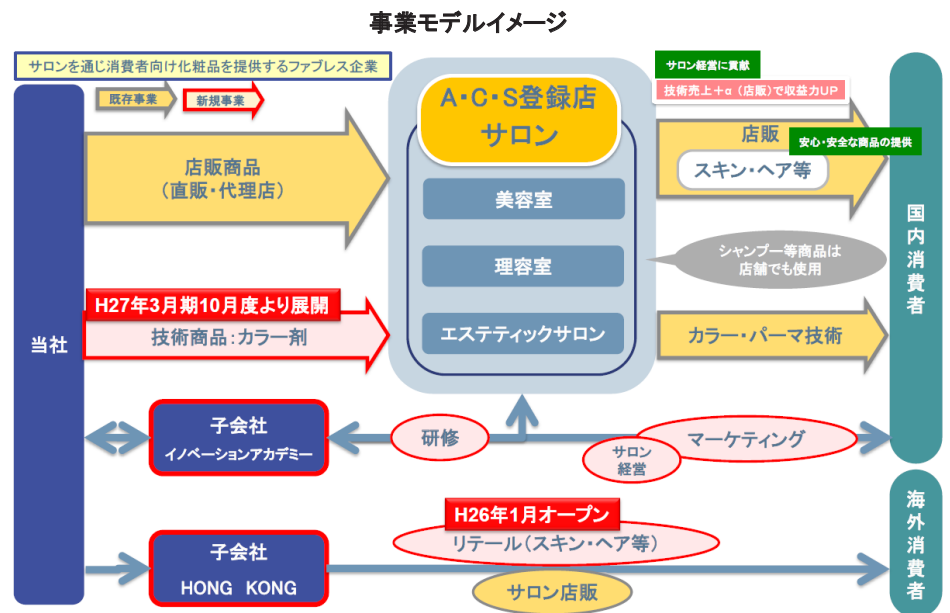 事業モデルイメージ
サロンを通じ消費者向け化粧品を提供するファブレス企業
既存事業
新規事業
A・C・S登録店
サロン
サロン経営に貢献
技術売上+α(店販)で収益力UP
店販
安心・安全な商品の提供
スキン・ヘア等
店販商品
(直販・代理店)
美容室
理容室
エステティックサロン
シャンプー等商品は
店舗でも使用
国内消費者
当社
H27年3月期10月度より展開
技術商品:カラー剤
カラー・パーマ技術
子会社
イノベーションアカデミー
研修
マーケティング
サロン
経営
海外消費者
H26年1月オープン
リテール(スキン・ヘア等)
子会社
HONG KONG
サロン店販